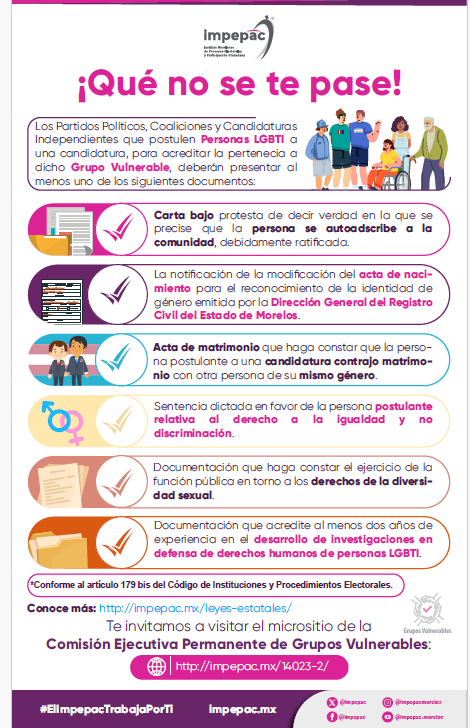 impepac
Instituto Morelense
de Procesos Electorales
y Participación Ciudadana
¡Qué no se te pase!
Los Partidos Políticos, Coaliciones y Candidaturas
Independientes que postulen Personas LGBTI a
una candidatura, para acreditar la pertenecía a
dicho Grupo Vulnerable, deberán presentar al
menos uno de los siguientes documentos:
Carta bajo protesta de decir verdad en la que se
precise que la persona se autoadscribe a la
comunidad, debidamente ratificada.
La notificación de la modificación del acta de naci-
miento para el reconocimiento de la identidad de
género emitida por la Dirección General del Registro
Civil del Estado de Morelos.
Acta de matrimonio que haga constar que la perso-
na postulante a una candidatura contrajo matrimo-
nio con otra persona de su mismo género.
Sentencia dictada en favor de la persona postulante
relativa al derecho a la igualdad y no
discriminación.
Documentación que haga constar el ejercicio de la
función pública en torno a los derechos de la diversi-
dad sexual.
Documentación que acredite al menos dos años de
experiencia en el desarrollo de investigaciones en
defensa de derechos humanos de personas LGBTI.
*Conforme al artículo 179 bis del Código de Instituciones y Procedimientos Electorales.
Conoce más: http://impepac.mx/leyes-estatales/
Te invitamos a visitar el micrositio de la
Comisión Ejecutiva Permanente de Grupos Vulnerables:
Grupos Vulnerables
http://impepac.mx/14023-2/
#ElImpepacTrabajaPorTi
impepac.mx
@impepac
@impepacmorelos
@impepac
@impepacmorelos